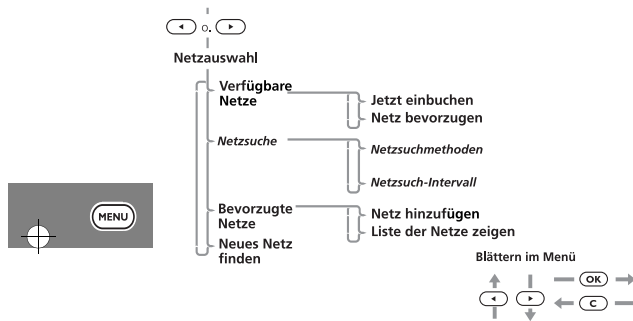 o.
Netzauswahl
Verfügbare
Netze
Jetzt einbuchen
Netz bevorzugen
Netzsuche
Netzsuchmethoden
Netzsuch-Intervall
MENU
Bevorzugte
Netze
Netz hinzufügen
Liste der Netze zeigen
Neues Netz
finden
Blättern im Menü
OK
C